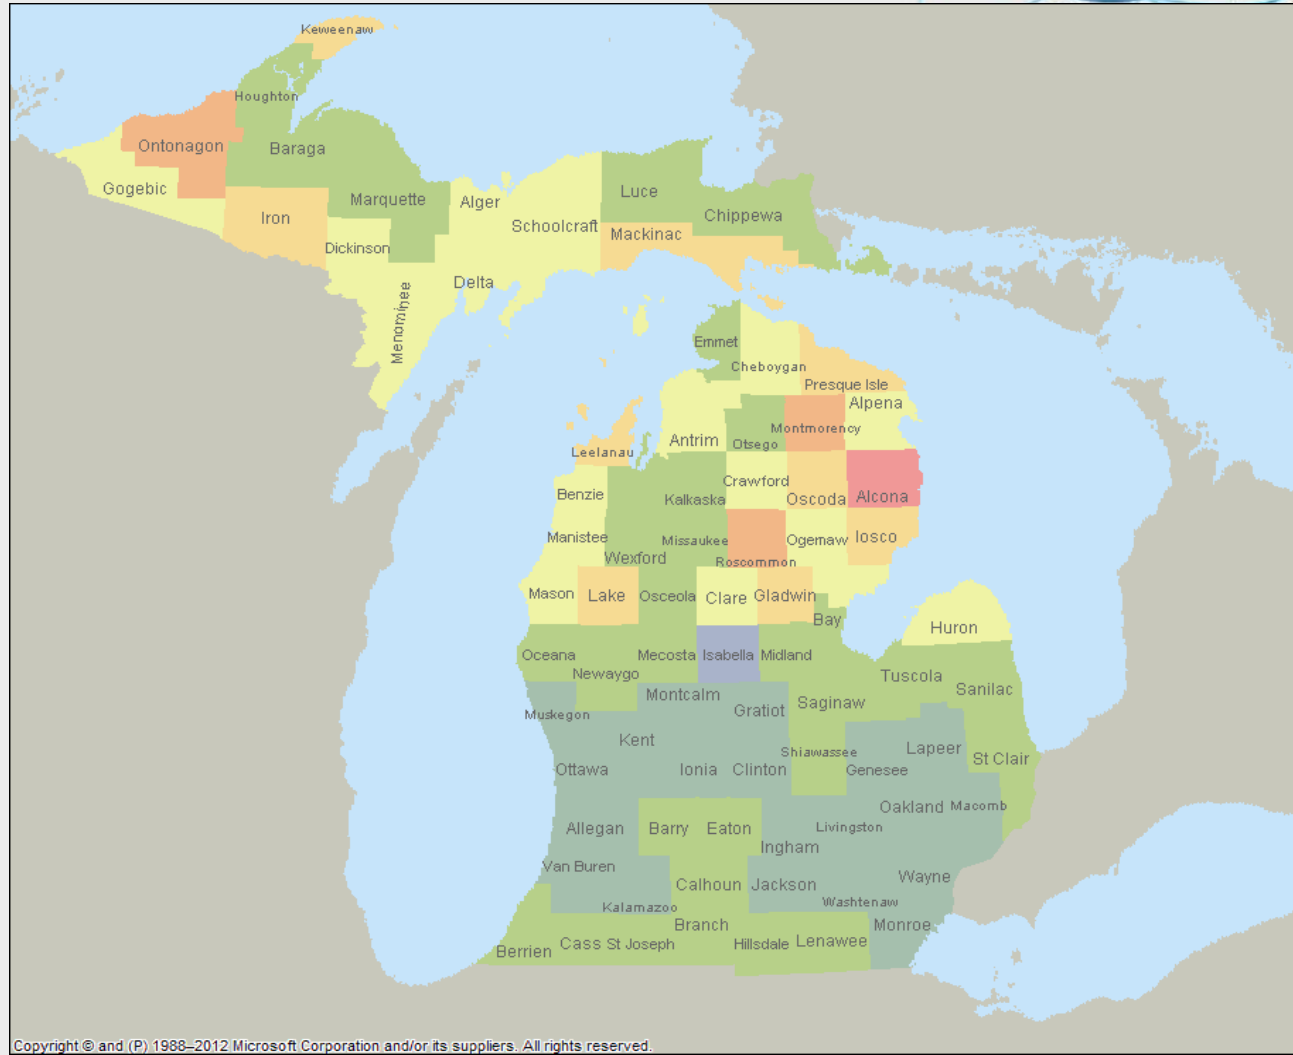 Keweenaw
Houghton
Ontonagon
Baraga
Gogebic
Marquette
Luce
Alger
Iron
Chippewa
Schoolcraft
Mackinac
Dickinson
Delta
Menominee
Emmet
Cheboygan
Presque Isle
Alpena
Montmorency
Antrim
Otsego
Leelanau
Crawford
Benzie
Kalkaska
Oscoda
Alcona
Manistee
Missaukee
Ogemaw
Iosco
Wexford
Roscommon
Mason
Lake
Osceola
Clare
Gladwin
Bay
Huron
Oceana
Mecosta
Isabella
Midland
Newaygo
Tuscola
Sanilac
Montcalm
Saginaw
Gratiot
Muskegon
Kent
Shiawassee
Lapeer
St Clair
Ottawa
Ionia
Clinton
Genesee
Oakland
Macomb
Allegan
Barry
Eaton
Livingston
Ingham
Van Buren
Wayne
Calhoun
Jackson
Washtenaw
Kalamazoo
Branch
Monroe
Cass
St Joseph
Hillsdale
Lenawee
Berrien
Copyright © and (P) 1988–2012 Microsoft Corporation and/or its suppliers. All rights reserved.